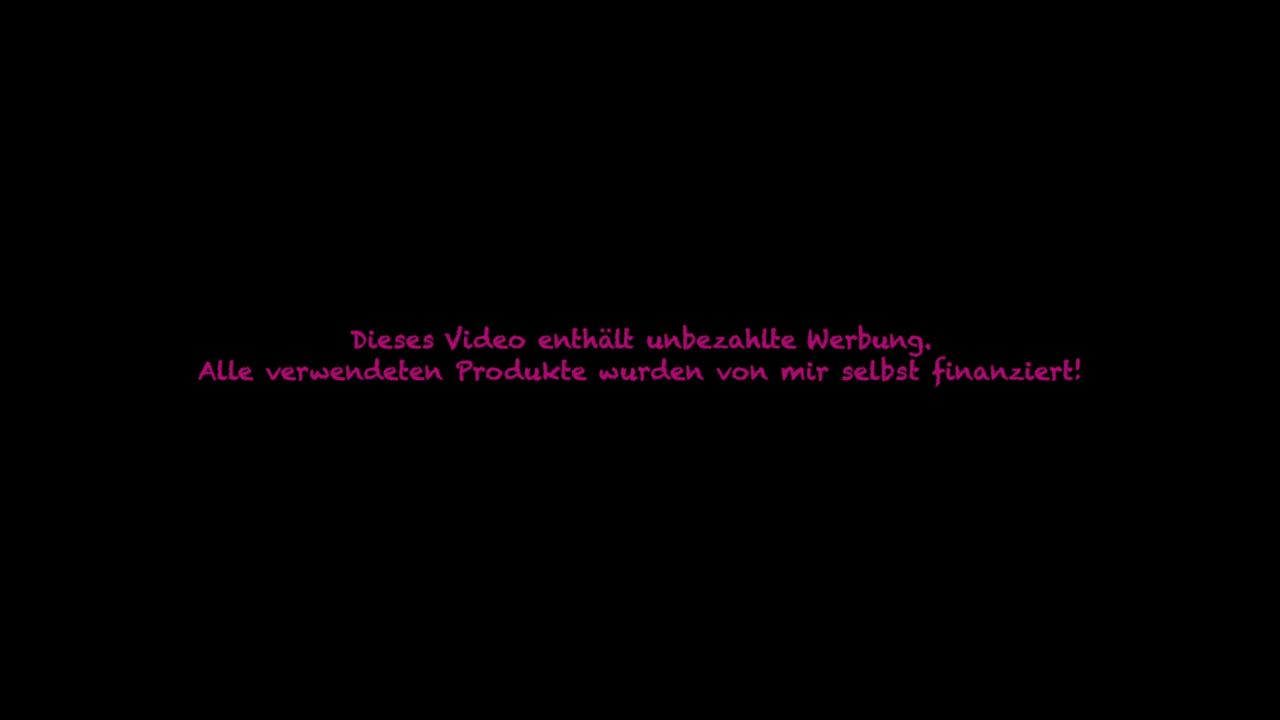 Dieses Video enthält unbezahlte Werbung.
Alle verwendeten Produkte wurden von mir selbst finanziert!